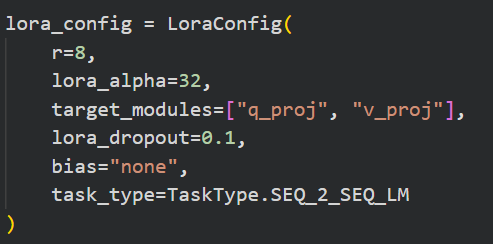 lora_config = LoraConfig(
    r=8,
    lora_alpha=32,
    target_modules=["q_proj", "v_proj"],
    lora_dropout=0.1,
    bias="none",
    task_type=TaskType.SEQ_2_SEQ_LM
)